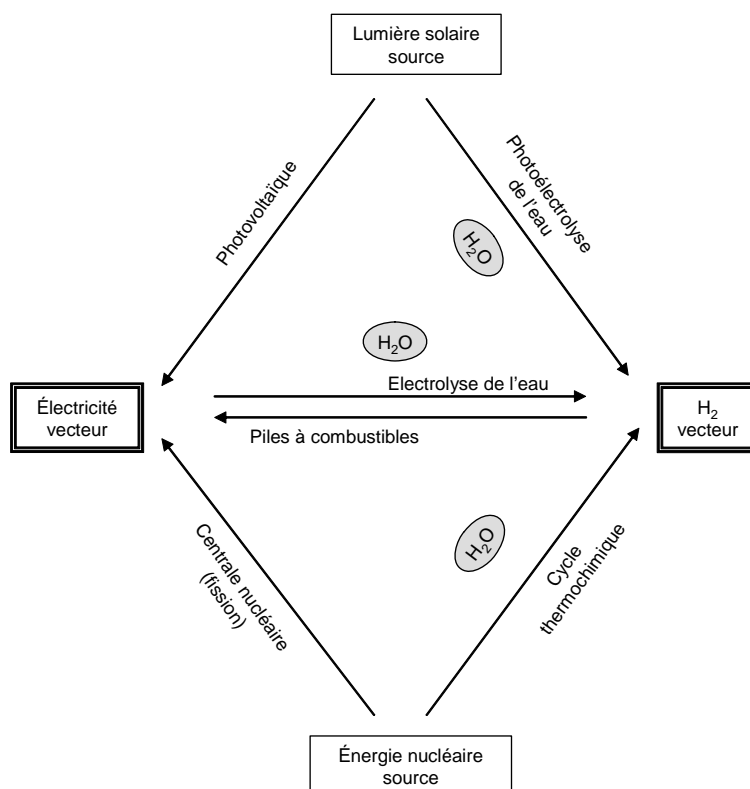 Lumière solaire
source
Photovoltaïque
Photoélectrolyse
de l'eau
H₂O
H₂O
Electrolyse de l'eau
Électricité
vecteur
H₂
vecteur
Piles à combustibles
H₂O
Centrale nucléaire
(fission)
Cycle
thermochimique
Énergie nucléaire
source